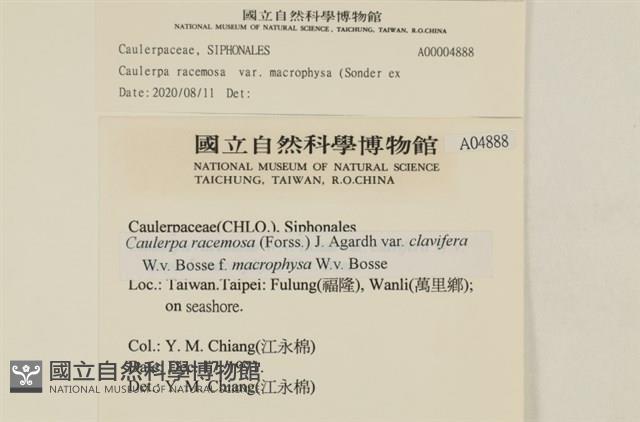 國立自然科學博物館
NATIONAL MUSEUM OF NATURAL SCIENCE, TAICHUNG, TAIWAN, R.O.CHINA
Caulerpaceae, SIPHONALES A00004888
Caulerpa racemosa var. macrophysa (Sonder ex
Date:2020/08/11 Det:
國立自然科學博物館 A04888
NATIONAL MUSEUM OF NATURAL SCIENCE
TAICHUNG, TAIWAN, R.O.CHINA
Caulerpaceae(CHLO.), Siphonales
Caulerpa racemosa (Forss.) J. Agardh var. clavifera
W.v. Bosse f. macrophysa W.v. Bosse
Loc.: Taiwan.Taipei: Fulung(福隆), Wanli(萬里鄉);
on seashore.
Col.: Y. M. Chiang(江永棉)
Det.: Y. M. Chiang(江永棉)
國立自然科學博物館
NATIONAL MUSEUM OF NATURAL SCIENCE